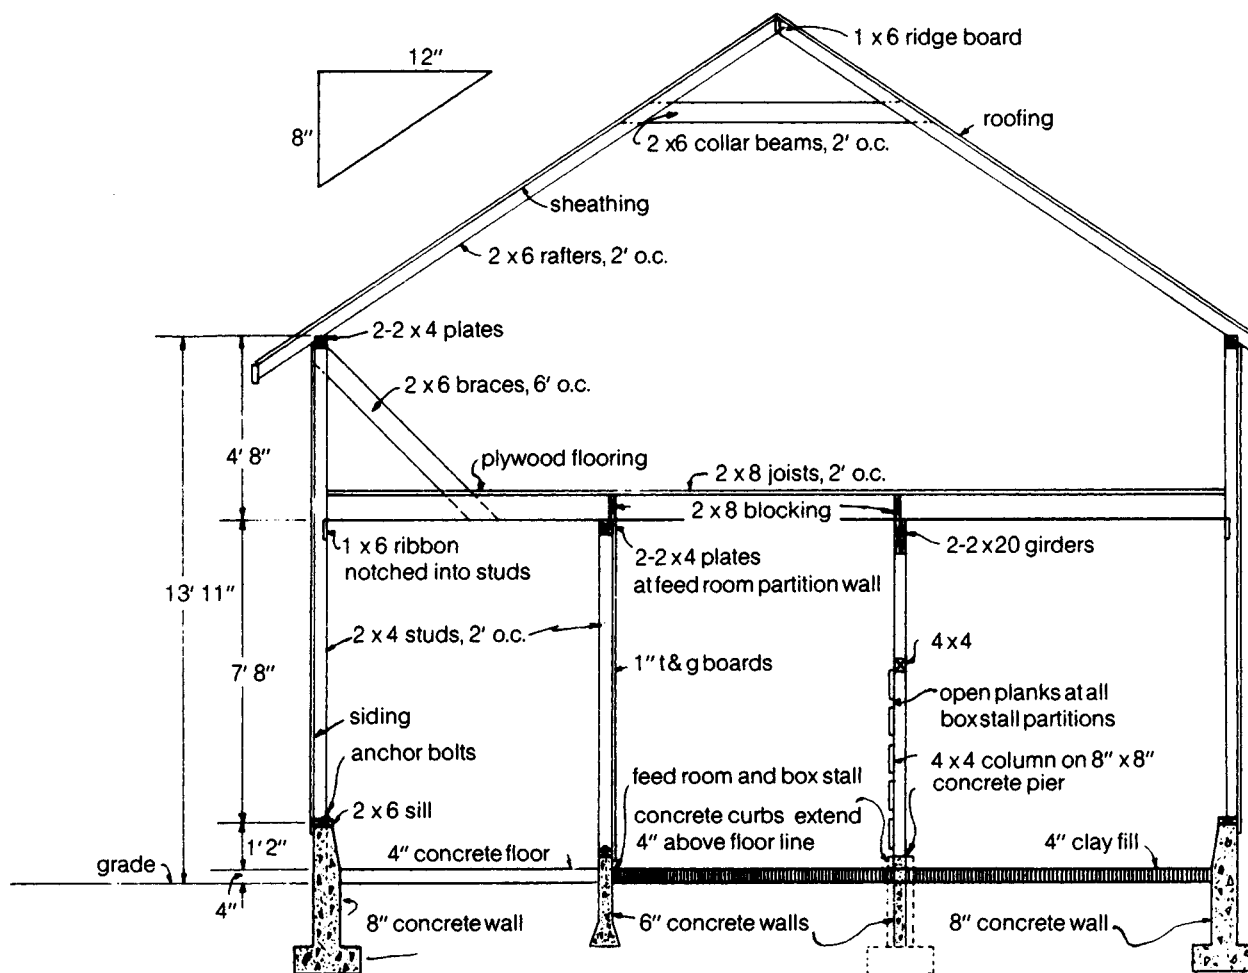 12"
8"
1 x 6 ridge board
roofing
2 x6 collar beams, 2' o.c.
sheathing
2 x 6 rafters, 2' o.c.
2-2 x 4 plates
2 x 6 braces, 6' o.c.
4' 8"
plywood flooring
2 x 8 joists, 2' o.c.
2 x 8 blocking
1 x 6 ribbon
notched into studs
2-2 x 4 plates
at feed room partition wall
2-2 x 20 girders
13' 11"
2 x 4 studs, 2' o.c.
7' 8"
1" t & g boards
4 x 4
open planks at all
box stall partitions
siding
anchor bolts
2 x 6 sill
feed room and box stall
concrete curbs extend
4" above floor line
4 x 4 column on 8" x 8"
concrete pier
1' 2"
grade
4" concrete floor
4" clay fill
4"
8" concrete wall
6" concrete walls
8" concrete wall